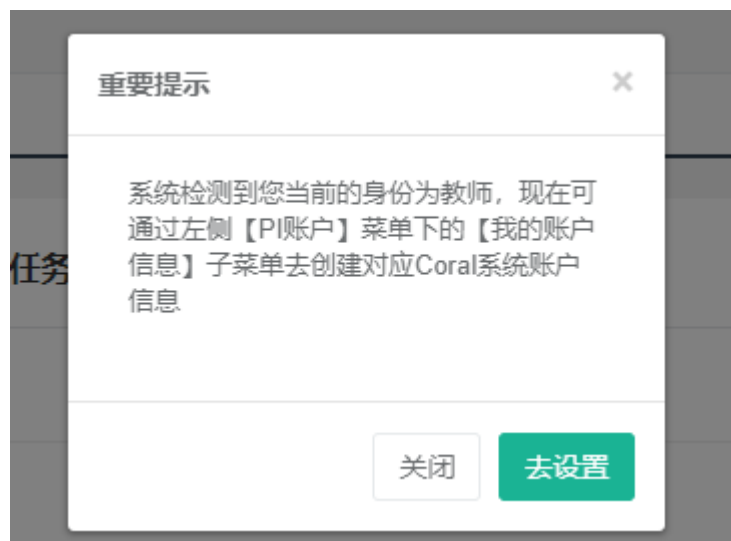 重要提示
×
系统检测到您当前的身份为教师，现在可
通过左侧【PI账户】菜单下的【我的账户
信息】子菜单去创建对应Coral系统账户
信息
任务
关闭
去设置